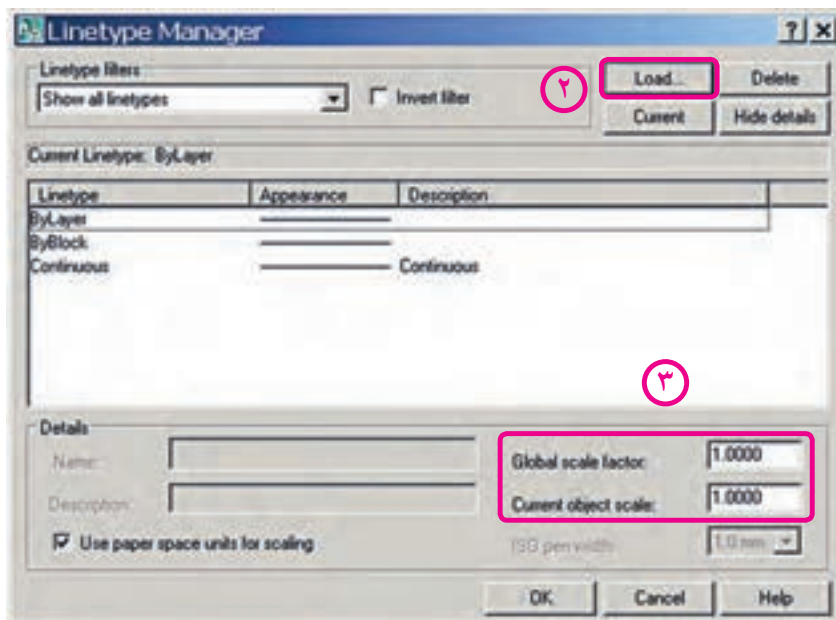 Linetype Manager
Linetype filters
Show all linetypes
Invert filter
۲
Load...
Delete
Current
Hide details
Current Linetype: ByLayer
Linetype Appearance Description
ByLayer
ByBlock
Continuous Continuous
۳
Details
Name:
Description:
Global scale factor: 1.0000
Current object scale: 1.0000
Use paper space units for scaling
ISO pen width: 1.0 mm
OK Cancel Help